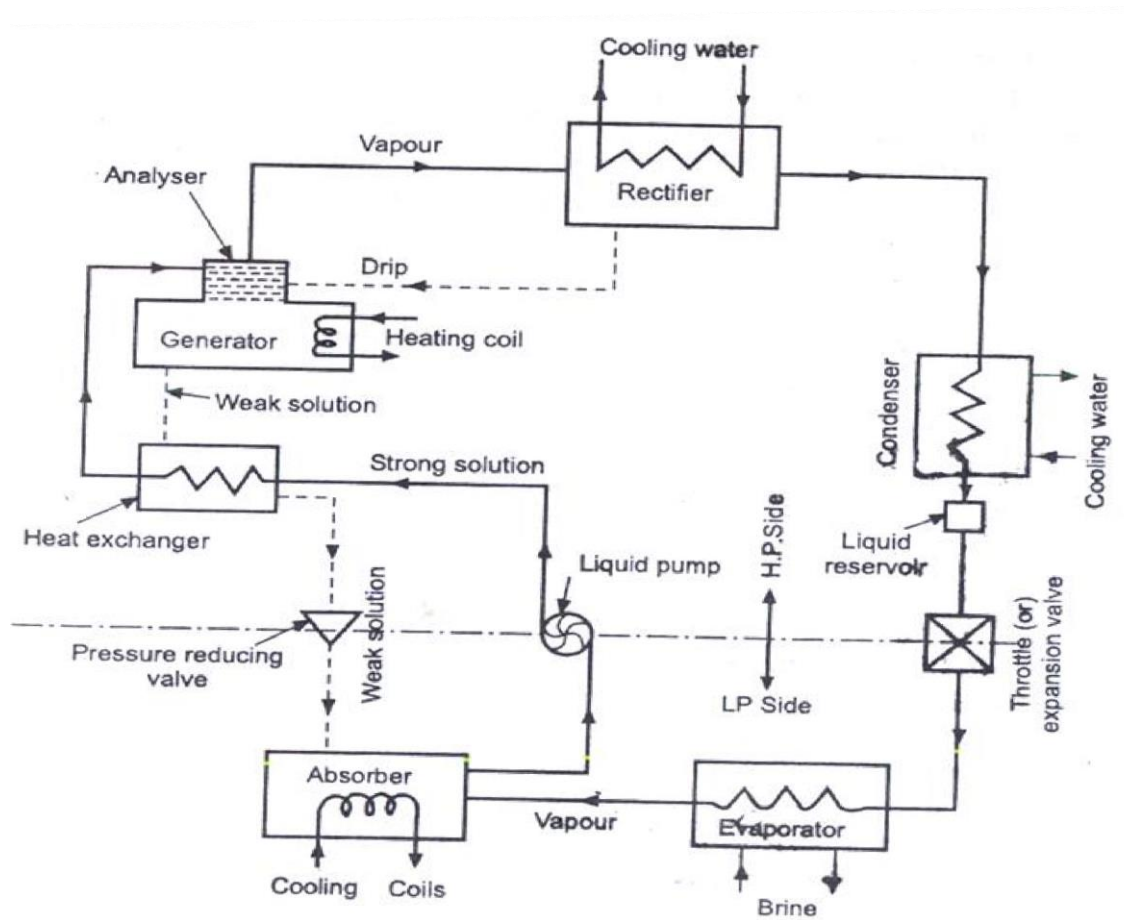 Cooling water
Vapour
Analyser
Rectifier
Drip
Generator
Heating coil
Weak solution
Condenser
Cooling water
Strong solution
Heat exchanger
Liquid pump
H.P.Side
Liquid
reservoir
Pressure reducing
valve
Weak solution
LP Side
Throttle (or)
expansion valve
Absorber
Vapour
Evaporator
Cooling
Coils
Brine